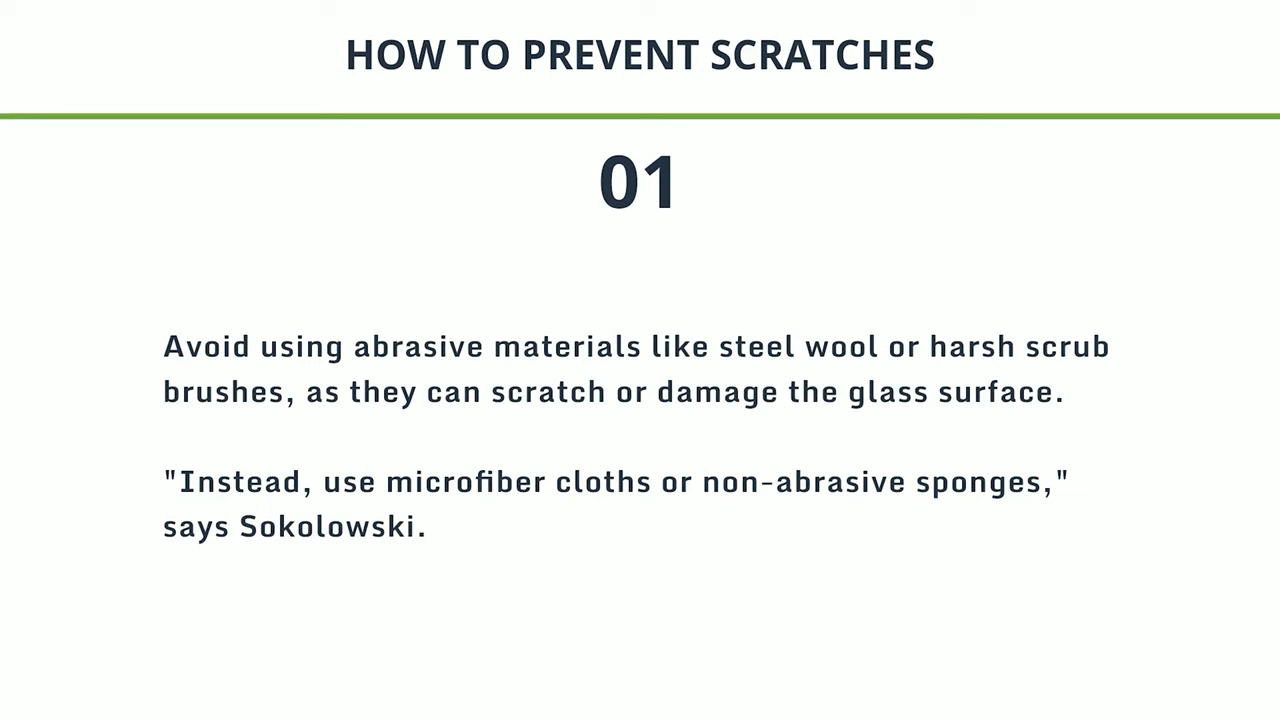 HOW TO PREVENT SCRATCHES
01
Avoid using abrasive materials like steel wool or harsh scrub
brushes, as they can scratch or damage the glass surface.
"Instead, use microfiber cloths or non-abrasive sponges,"
says Sokolowski.